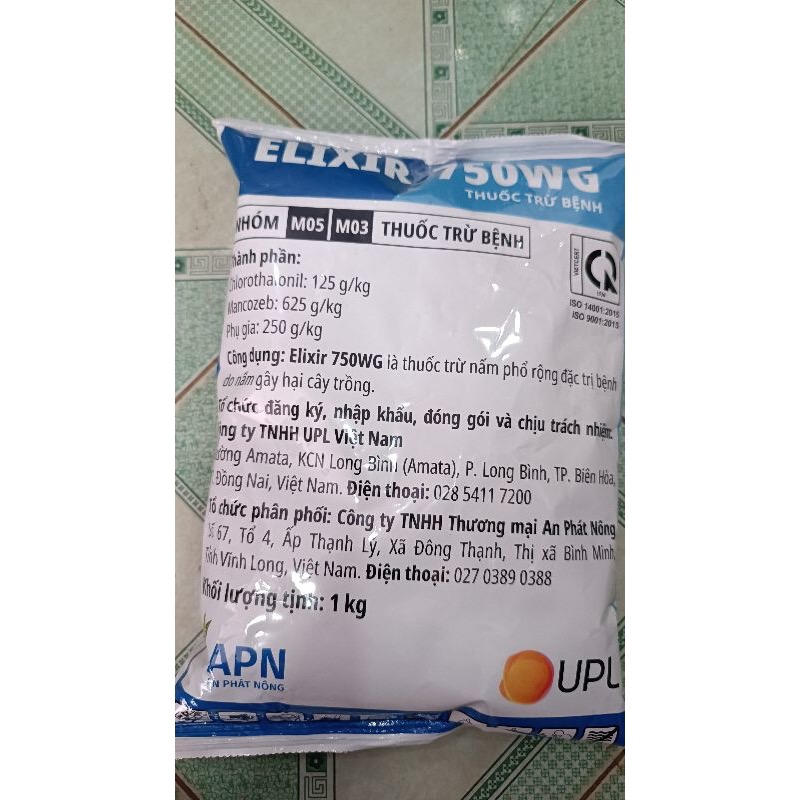 ELIXIR 750WG
THUỐC TRỪ BỆNH
NHÓM M05 M03 THUỐC TRỪ BỆNH
Thành phần:
Chlorothalonil: 125 g/kg
Mancozeb: 625 g/kg
Phụ gia: 250 g/kg
VIETCERT
ISO 14001:2015
ISO 9001:2015
Công dụng: Elixir 750WG là thuốc trừ nấm phổ rộng đặc trị bệnh
do nấm gây hại cây trồng.
Tổ chức đăng ký, nhập khẩu, đóng gói và chịu trách nhiệm:
Công ty TNHH UPL Việt Nam
Đường Amata, KCN Long Bình (Amata), P. Long Bình, TP. Biên Hòa,
Đồng Nai, Việt Nam. Điện thoại: 028 5411 7200
Tổ chức phân phối: Công ty TNHH Thương mại An Phát Nông
Số 67, Tổ 4, Ấp Thạnh Lý, Xã Đông Thạnh, Thị xã Bình Minh,
Tỉnh Vĩnh Long, Việt Nam. Điện thoại: 027 0389 0388
Khối lượng tịnh: 1 kg
APN
AN PHÁT NÔNG
UPL